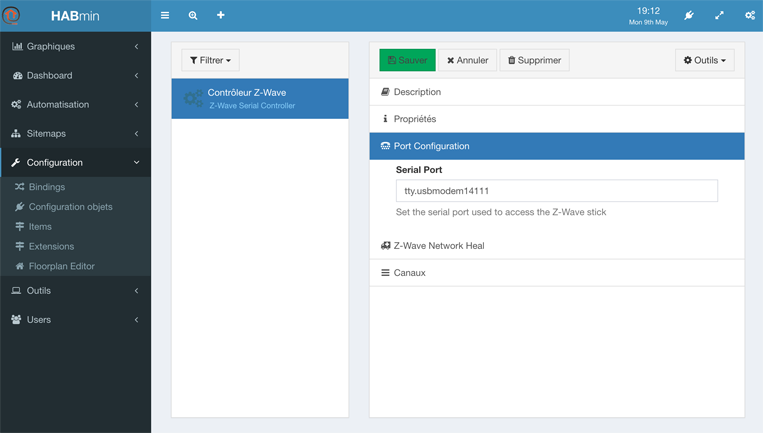 HABmin
19:12
Mon 9th May
Graphiques
Dashboard
Automatisation
Sitemaps
Configuration
Bindings
Configuration objets
Items
Extensions
Floorplan Editor
Outils
Users
Filtrer
Contrôleur Z-Wave
Z-Wave Serial Controller
Sauver
Annuler
Supprimer
Outils
Description
Propriétés
Port Configuration
Serial Port
tty.usbmodem14111
Set the serial port used to access the Z-Wave stick
Z-Wave Network Heal
Canaux